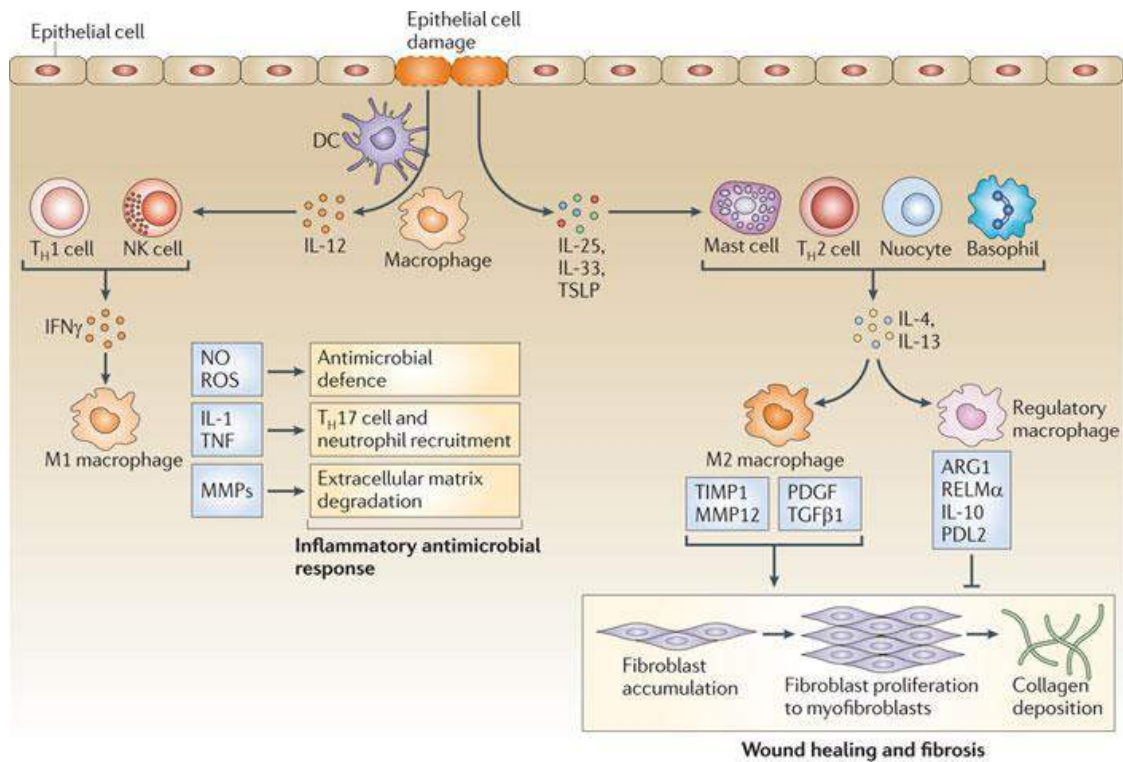 Epithelial cell
Epithelial cell
damage
DC
T_H1 cell
NK cell
IL-12
Macrophage
IL-25,
IL-33,
TSLP
Mast cell
T_H2 cell
Nuocyte
Basophil
IFNγ
M1 macrophage
NO
ROS
Antimicrobial
defence
IL-1
TNF
T_H17 cell and
neutrophil recruitment
MMPs
Extracellular matrix
degradation
Inflammatory antimicrobial
response
IL-4,
IL-13
M2 macrophage
Regulatory
macrophage
TIMP1
MMP12
PDGF
TGFβ1
ARG1
RELMα
IL-10
PDL2
Fibroblast
accumulation
Fibroblast proliferation
to myofibroblasts
Collagen
deposition
Wound healing and fibrosis